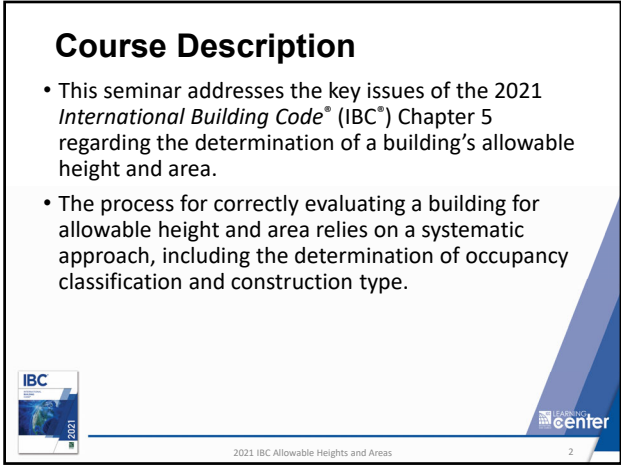 Course Description
• This seminar addresses the key issues of the 2021
International Building Code® (IBC®) Chapter 5
regarding the determination of a building’s allowable
height and area.
• The process for correctly evaluating a building for
allowable height and area relies on a systematic
approach, including the determination of occupancy
classification and construction type.
IBC
2021
LEARNING
center
2021 IBC Allowable Heights and Areas
2